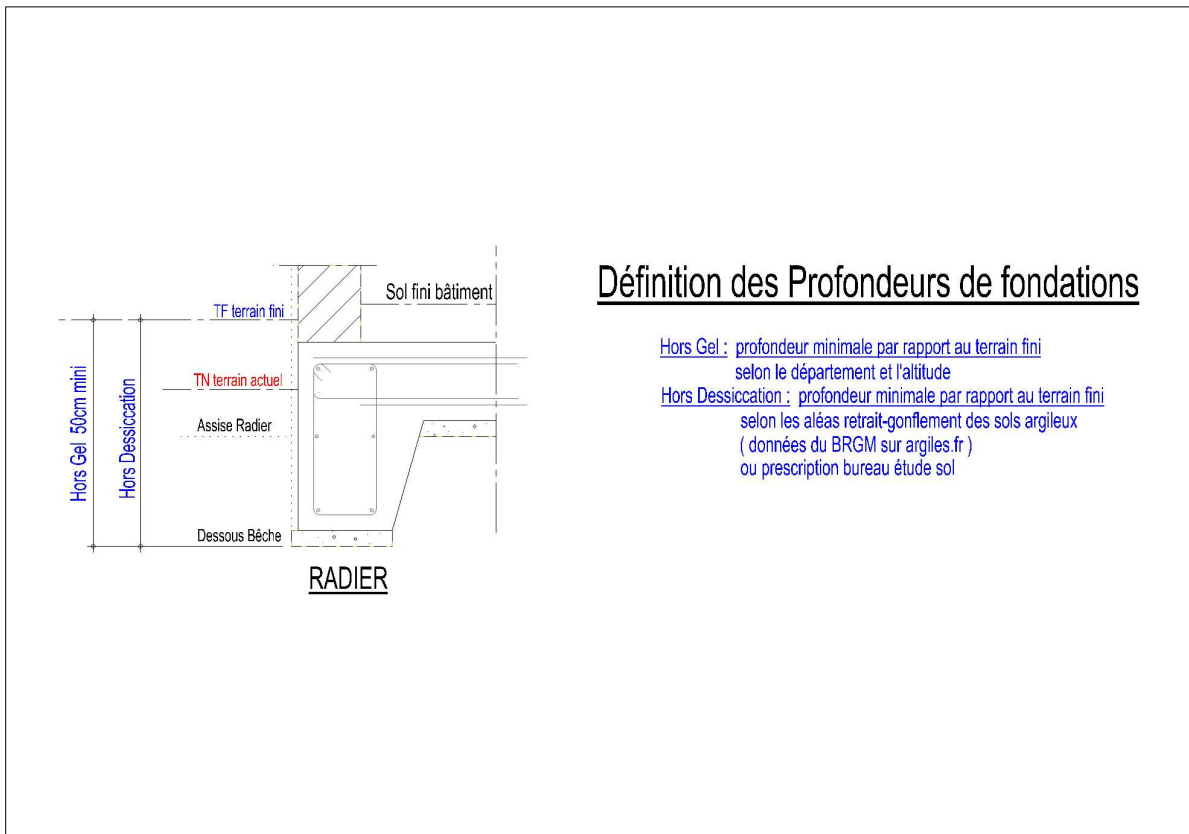 Définition des Profondeurs de fondations
Sol fini bâtiment
TF terrain fini
TN terrain actuel
Assise Radier
Dessous Bêche
Hors Gel 50cm mini
Hors Dessiccation
RADIER
Hors Gel : profondeur minimale par rapport au terrain fini
selon le département et l'altitude
Hors Dessiccation : profondeur minimale par rapport au terrain fini
selon les aléas retrait-gonflement des sols argileux
( données du BRGM sur argiles.fr )
ou prescription bureau étude sol